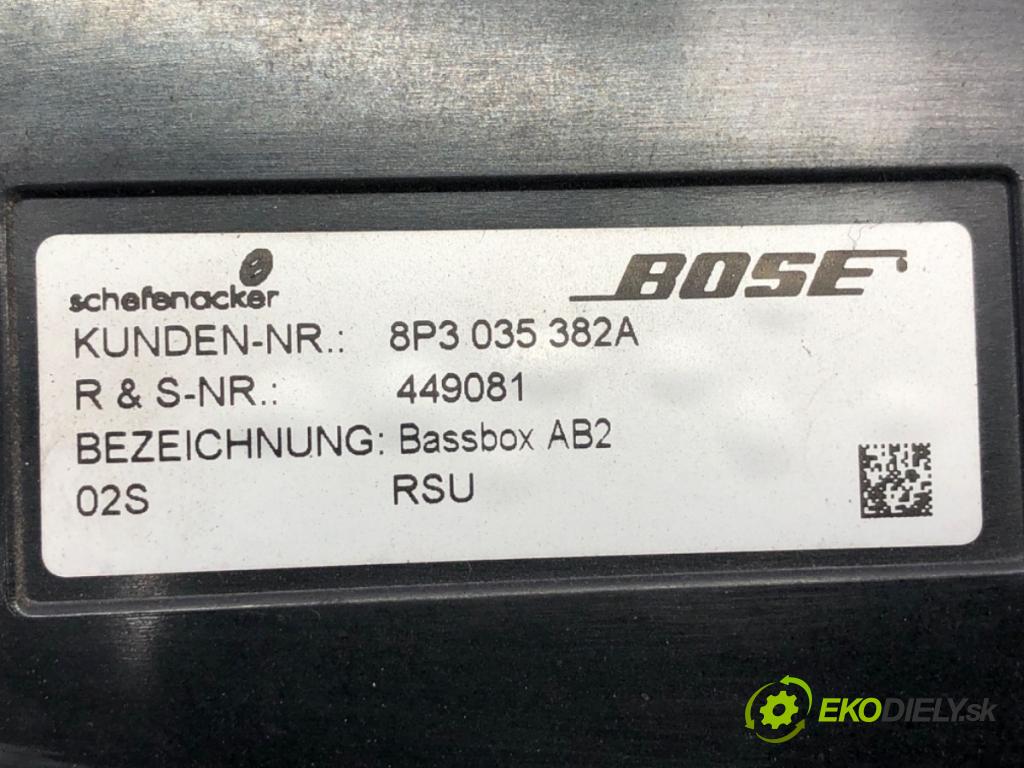 schefenacker BOSE
KUNDEN-NR.: 8P3 035 382A
R & S-NR.: 449081
BEZEICHNUNG: Bassbox AB2
02S RSU
EKODIELY.sk